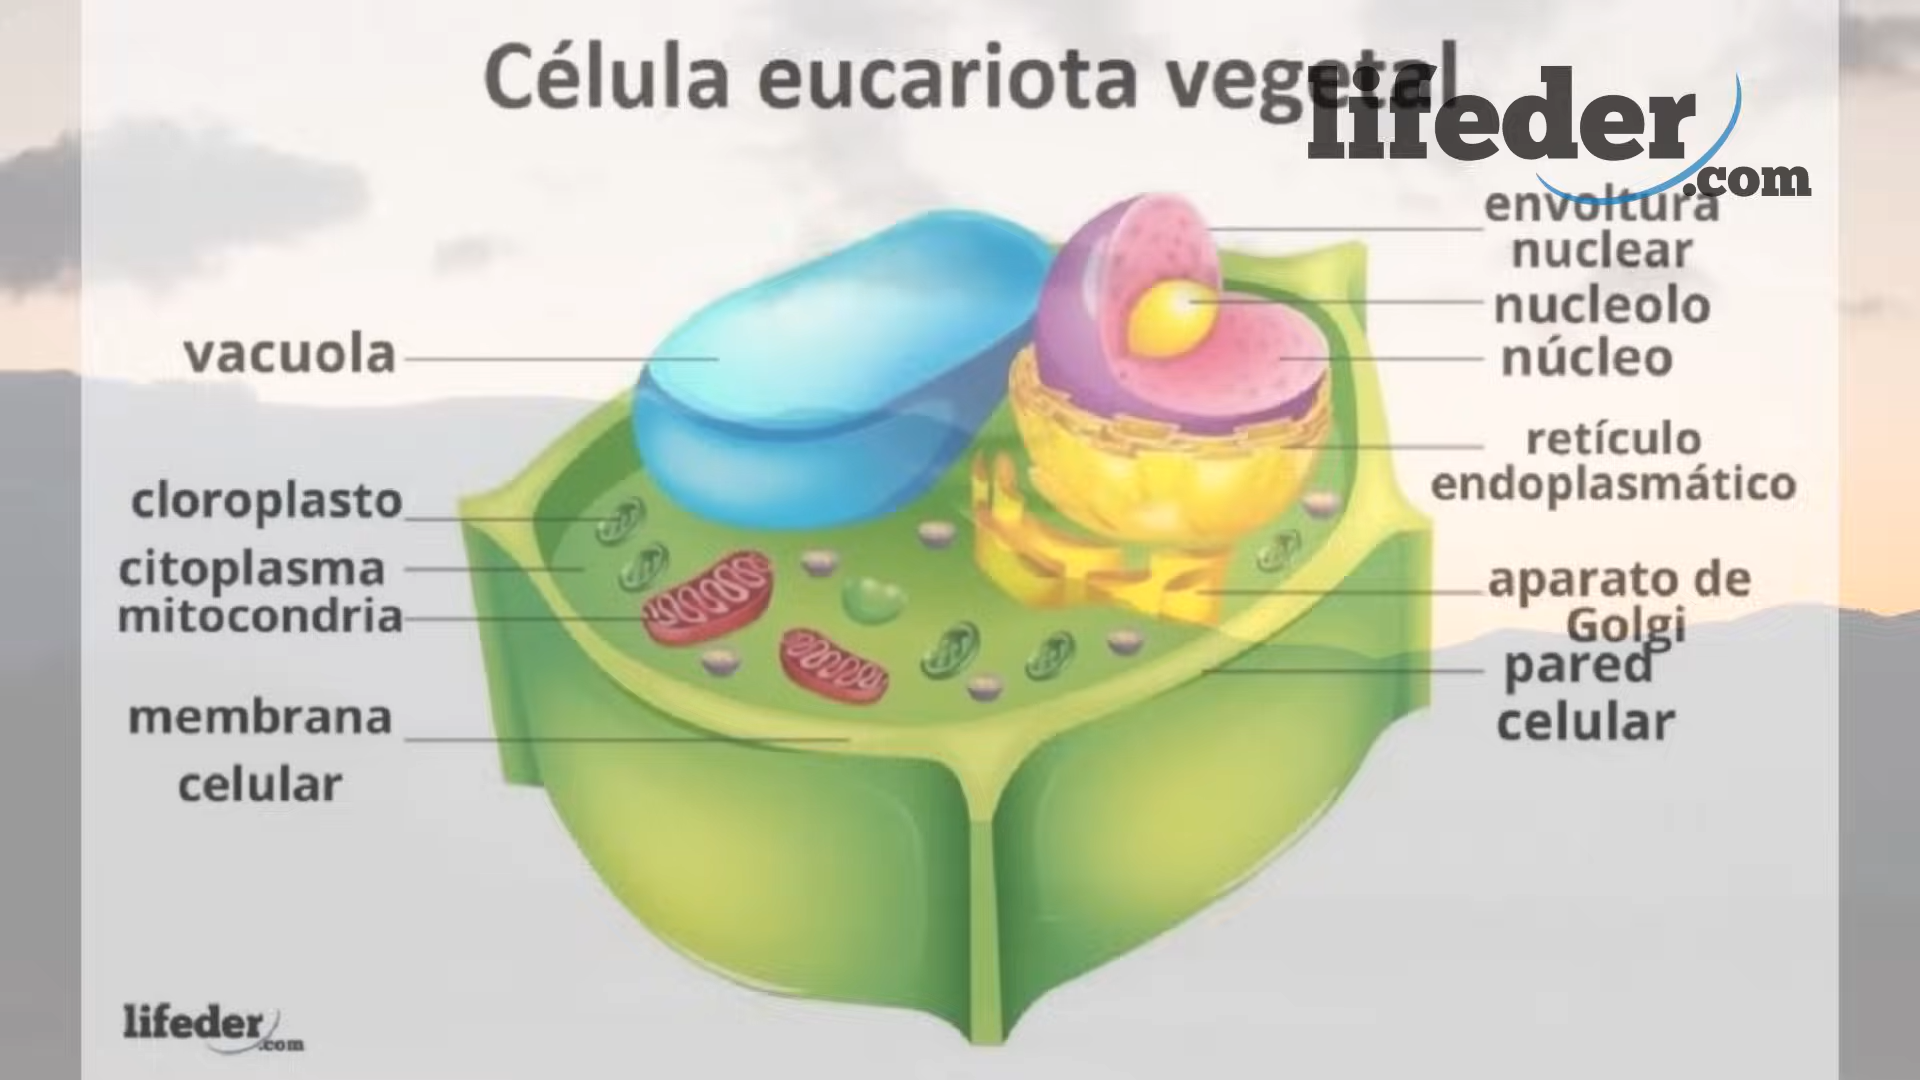 Célula eucariota vegetal
lifeder
.com
envoltura
nuclear
nucleolo
núcleo
vacuola
retículo
endoplasmático
cloroplasto
citoplasma
mitocondria
aparato de
Golgi
pared
celular
membrana
celular
lifeder
.com